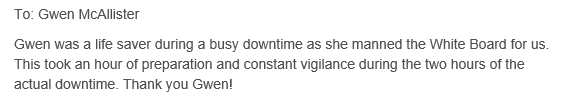 To: Gwen McAllister
Gwen was a life saver during a busy downtime as she manned the White Board for us.
This took an hour of preparation and constant vigilance during the two hours of the
actual downtime. Thank you Gwen!